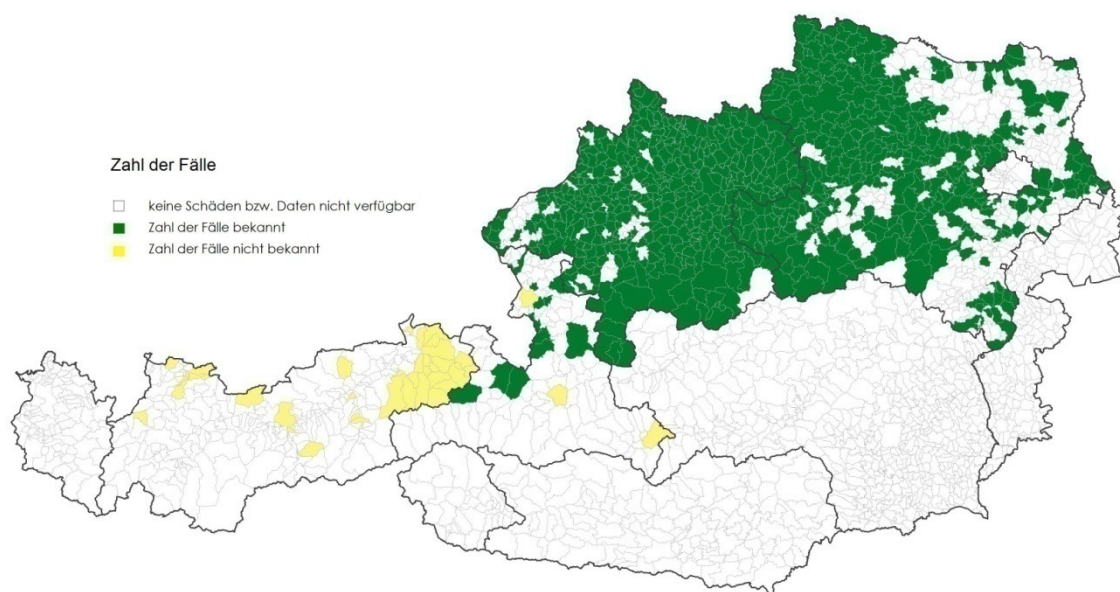 Zahl der Fälle
keine Schäden bzw. Daten nicht verfügbar
Zahl der Fälle bekannt
Zahl der Fälle nicht bekannt